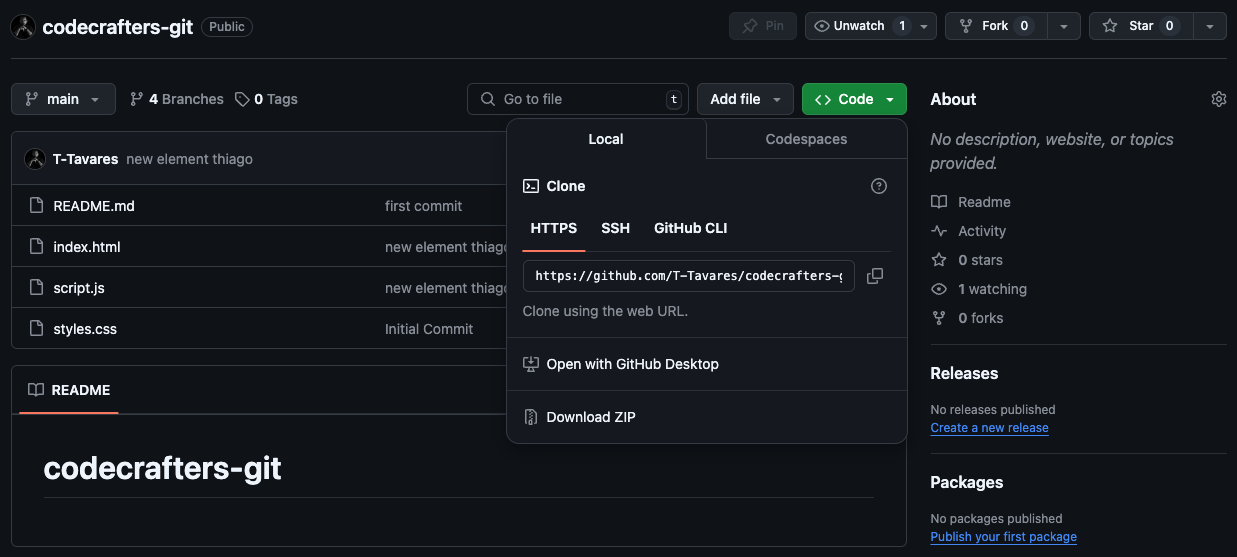 codecrafters-git Public
Pin
Unwatch 1
Fork 0
Star 0
main
4 Branches
0 Tags
Go to file t
Add file
<> Code
T-Tavares new element thiago
README.md first commit
index.html new element thiago
script.js new element thiago
styles.css Initial Commit
Local
Codespaces
Clone
HTTPS SSH GitHub CLI
https://github.com/T-Tavares/codecrafters-g
Clone using the web URL.
Open with GitHub Desktop
Download ZIP
README
codecrafters-git
About
No description, website, or topics
provided.
Readme
Activity
0 stars
1 watching
0 forks
Releases
No releases published
Create a new release
Packages
No packages published
Publish your first package